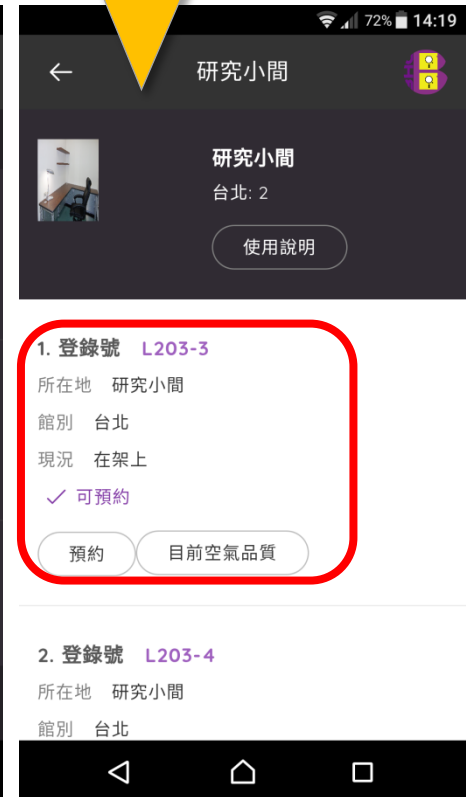 72% 14:19
研究小間
研究小間
台北: 2
使用說明
1. 登錄號 L203-3
所在地 研究小間
館別 台北
現況 在架上
✓ 可預約
預約 目前空氣品質
2. 登錄號 L203-4
所在地 研究小間
館別 台北